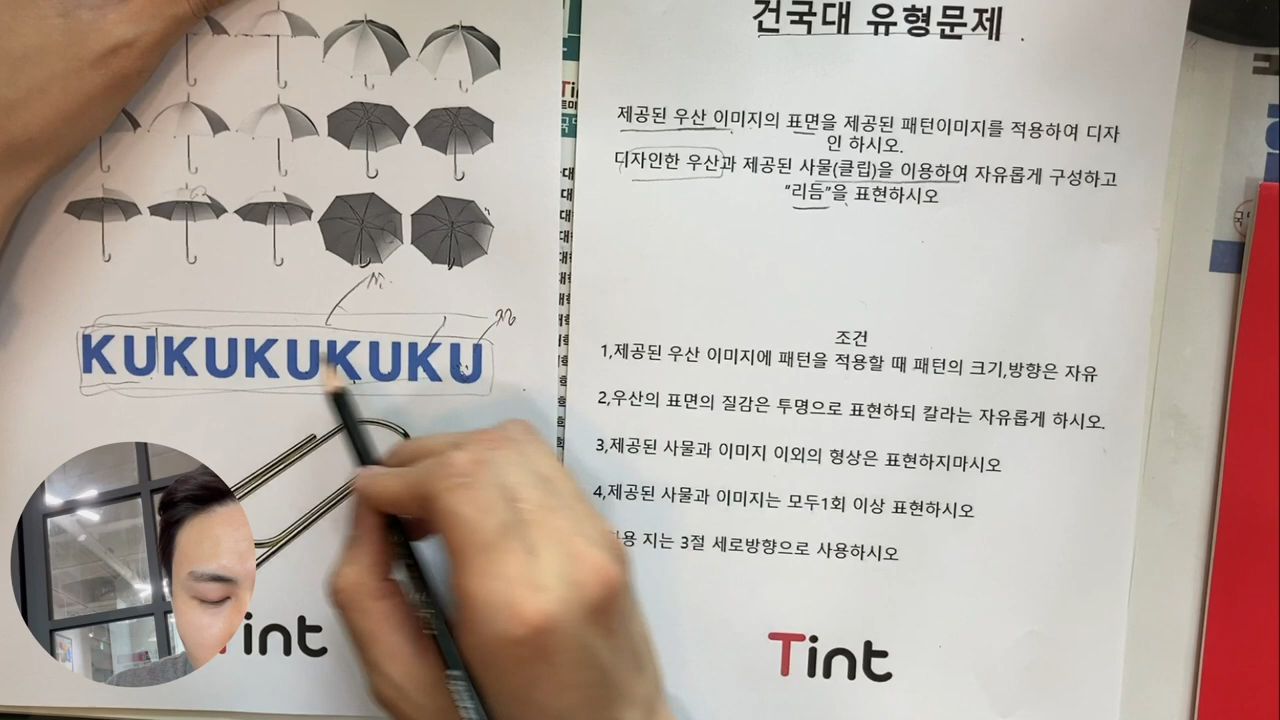 건국대 유형문제
제공된 우산 이미지의 표면을 제공된 패턴이미지를 적용하여 디자
인 하시오.
디자인한 우산과 제공된 사물(클립)을 이용하여 자유롭게 구성하고
“리듬”을 표현하시오
조건
1,제공된 우산 이미지에 패턴을 적용할 때 패턴의 크기,방향은 자유
2,우산의 표면의 질감은 투명으로 표현하되 칼라는 자유롭게 하시오.
3,제공된 사물과 이미지 이외의 형상은 표현하지마시오
4,제공된 사물과 이미지는 모두1회 이상 표현하시오
지는 3절 세로방향으로 사용하시오
Tint
KUKUKUKUKU
Tint